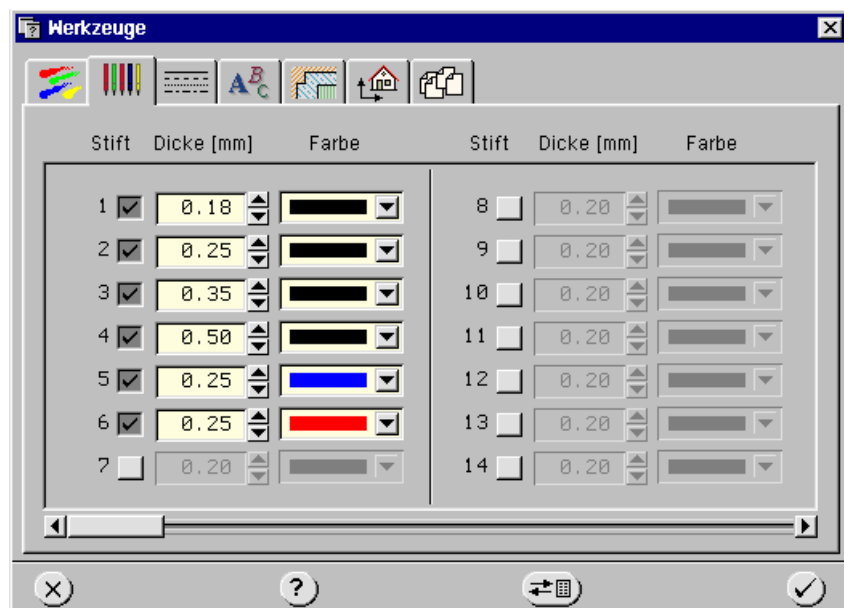 Werkzeuge
A B C
Stift Dicke [mm] Farbe Stift Dicke [mm] Farbe
1 0.18 8 0.20
2 0.25 9 0.20
3 0.35 10 0.20
4 0.50 11 0.20
5 0.25 12 0.20
6 0.25 13 0.20
7 0.20 14 0.20
?